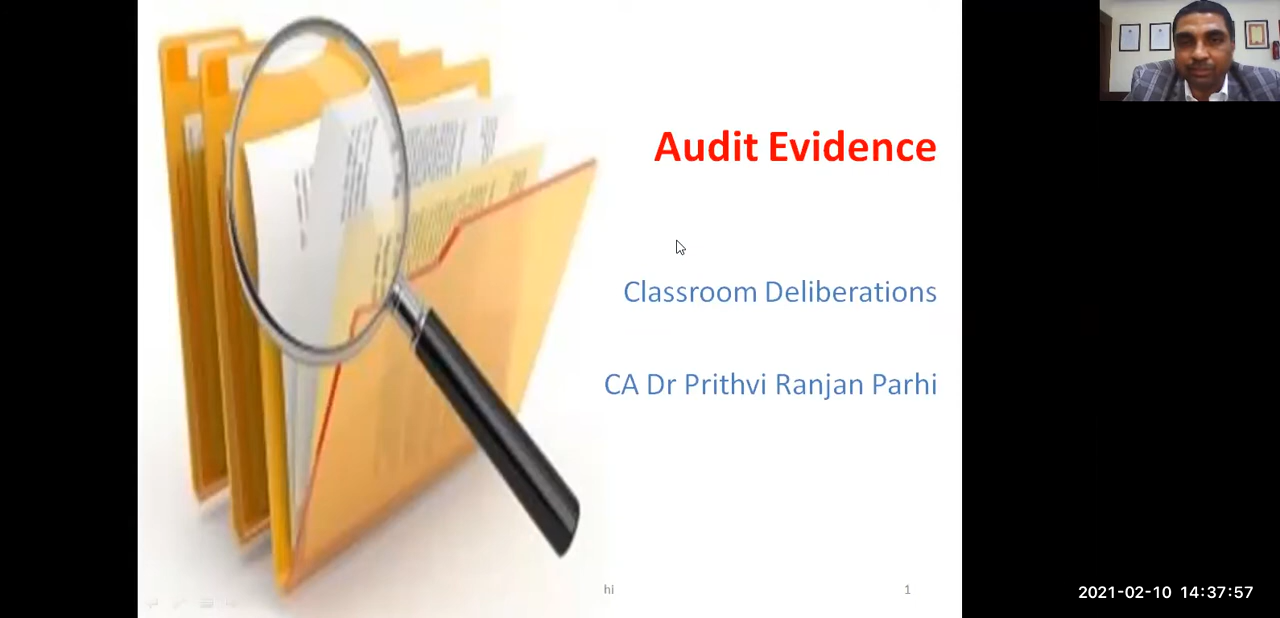 Audit Evidence
Classroom Deliberations
CA Dr Prithvi Ranjan Parhi
hi
1
2021-02-10 14:37:57